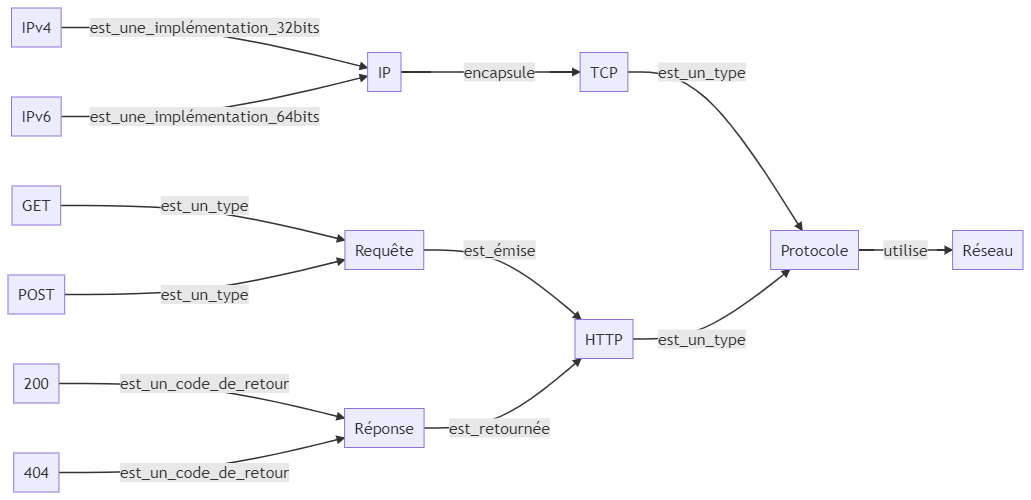 IPv4
est_une_implémentation_32bits
IP
encapsule
TCP
est_un_type
IPv6
est_une_implémentation_64bits
GET
est_un_type
Requête
est_émise
Protocole
utilise
Réseau
POST
est_un_type
HTTP
est_un_type
200
est_un_code_de_retour
Réponse
est_retournée
404
est_un_code_de_retour